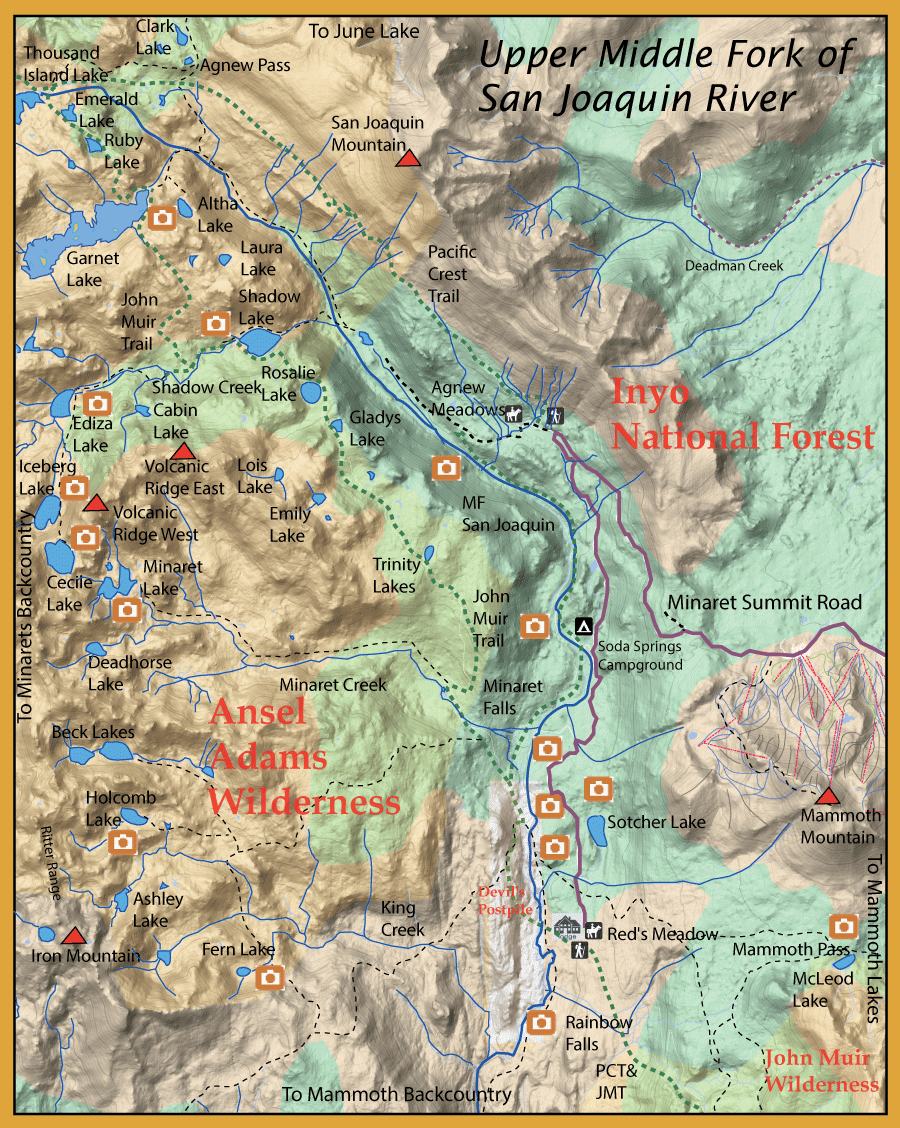 Upper Middle Fork of
San Joaquin River
Clark
Lake
To June Lake
Thousand
Island Lake
Agnew Pass
Emerald
Lake
San Joaquin
Mountain
Ruby
Lake
Altha
Lake
Laura
Lake
Pacific
Crest
Trail
Garnet
Lake
Deadman Creek
John
Muir
Trail
Shadow
Lake
Shadow Creek
Rosalie
Lake
Agnew
Meadows
Inyo
National Forest
Cabin
Lake
Gladys
Lake
Ediza
Lake
Iceberg
Lake
Volcanic
Ridge East
Lois
Lake
Volcanic
Ridge West
Emily
Lake
MF
San Joaquin
To Minarets Backcountry
Cecile
Lake
Minaret
Lake
Trinity
Lakes
John
Muir
Trail
Minaret Summit Road
Soda Springs
Campground
Deadhorse
Lake
Minaret Creek
Minaret
Falls
Ansel
Adams
Wilderness
Beck Lakes
Holcomb
Lake
Sotcher Lake
Mammoth
Mountain
Ritter Range
Ashley
Lake
King
Creek
Devil's
Postpile
Lodge
Red's Meadow
To Mammoth Lakes
Iron Mountain
Fern Lake
Mammoth Pass
McLeod
Lake
Rainbow
Falls
PCT&
JMT
John Muir
Wilderness
To Mammoth Backcountry